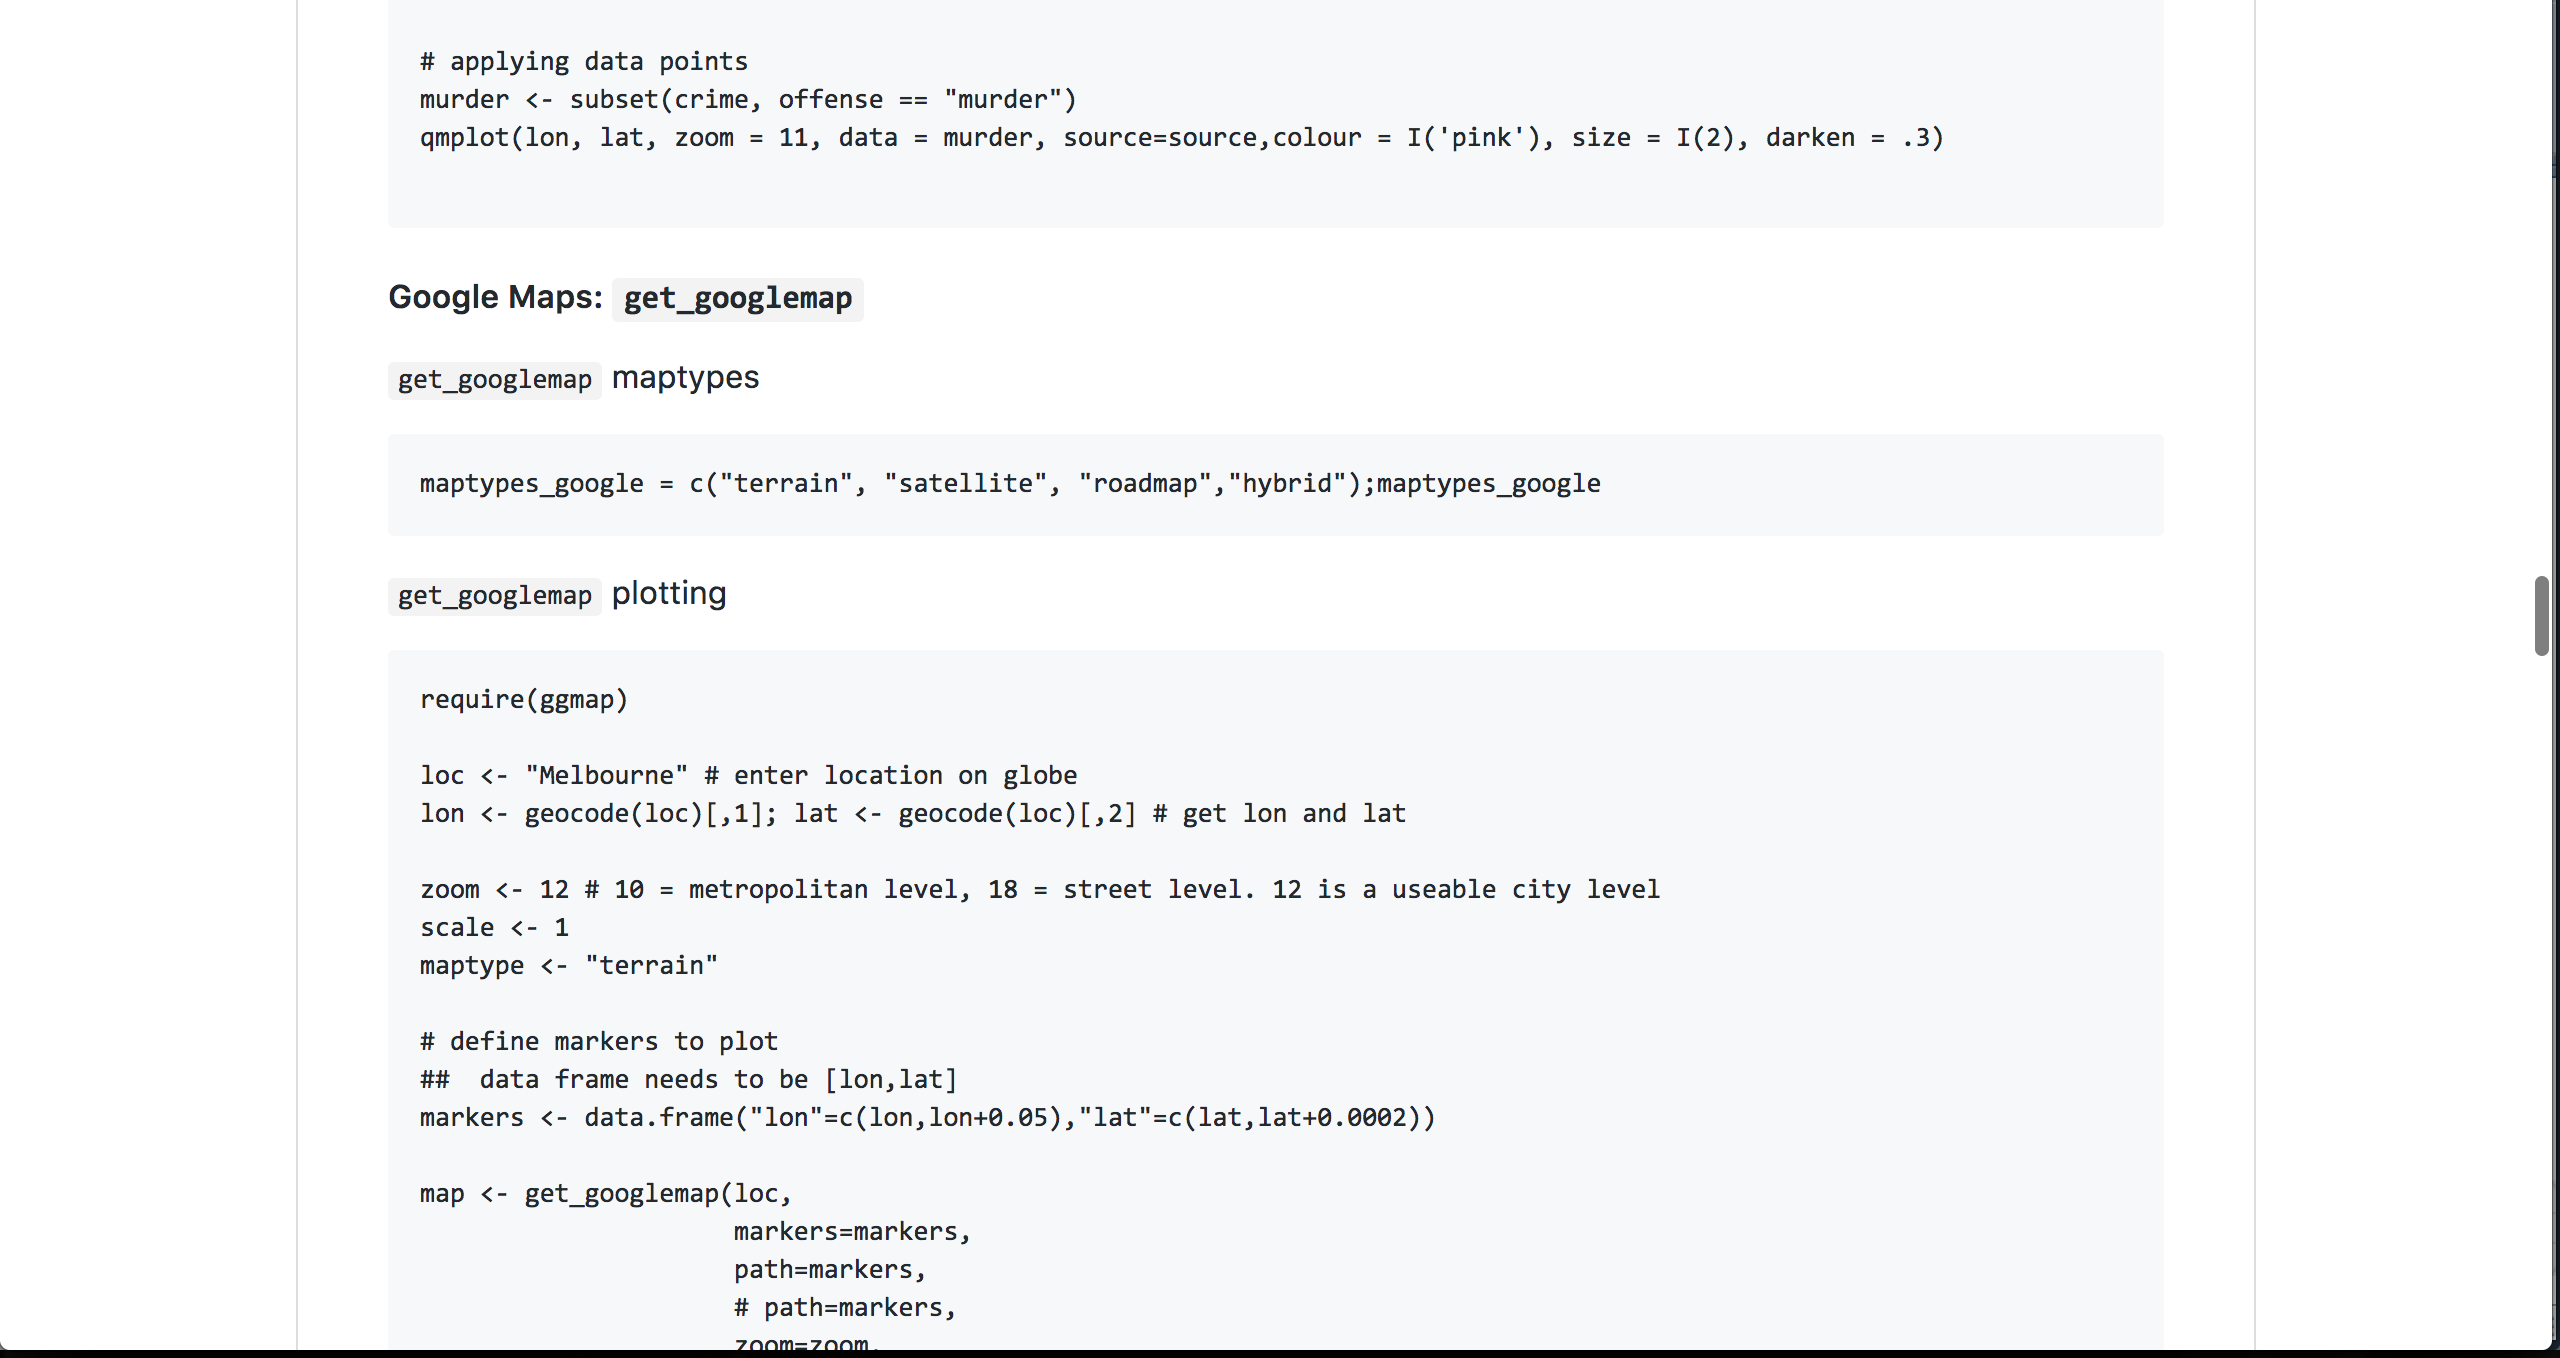 # applying data points
murder <- subset(crime, offense == "murder")
qmplot(lon, lat, zoom = 11, data = murder, source=source,colour = I('pink'), size = I(2), darken = .3)
Google Maps: get_googlemap
get_googlemap maptypes
maptypes_google = c("terrain", "satellite", "roadmap","hybrid");maptypes_google
get_googlemap plotting
require(ggmap)
loc <- "Melbourne" # enter location on globe
lon <- geocode(loc)[,1]; lat <- geocode(loc)[,2] # get lon and lat
zoom <- 12 # 10 = metropolitan level, 18 = street level. 12 is a useable city level
scale <- 1
maptype <- "terrain"
# define markers to plot
##  data frame needs to be [lon,lat]
markers <- data.frame("lon"=c(lon,lon+0.05),"lat"=c(lat,lat+0.0002))
map <- get_googlemap(loc,
                     markers=markers,
                     path=markers,
                     # path=markers,
                     zoom=zoom,